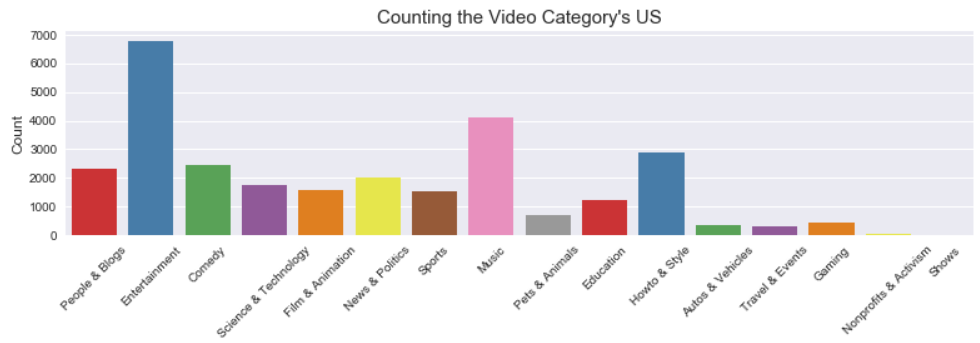 Counting the Video Category's US
7000
6000
5000
4000
3000
2000
1000
0
Count
People & Blogs
Entertainment
Comedy
Science & Technology
Film & Animation
News & Politics
Sports
Music
Pets & Animals
Education
Howto & Style
Autos & Vehicles
Travel & Events
Gaming
Nonprofits & Activism
Shows